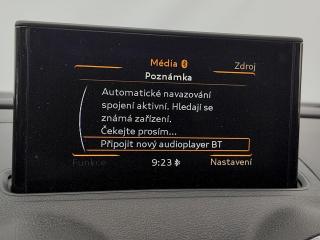 Média
Zdroj
Poznámka
Automatické navazování
spojení aktivní. Hledají se
známá zařízení.
Čekejte prosím...
Připojit nový audioplayer BT
Funkce
9:23
Nastavení